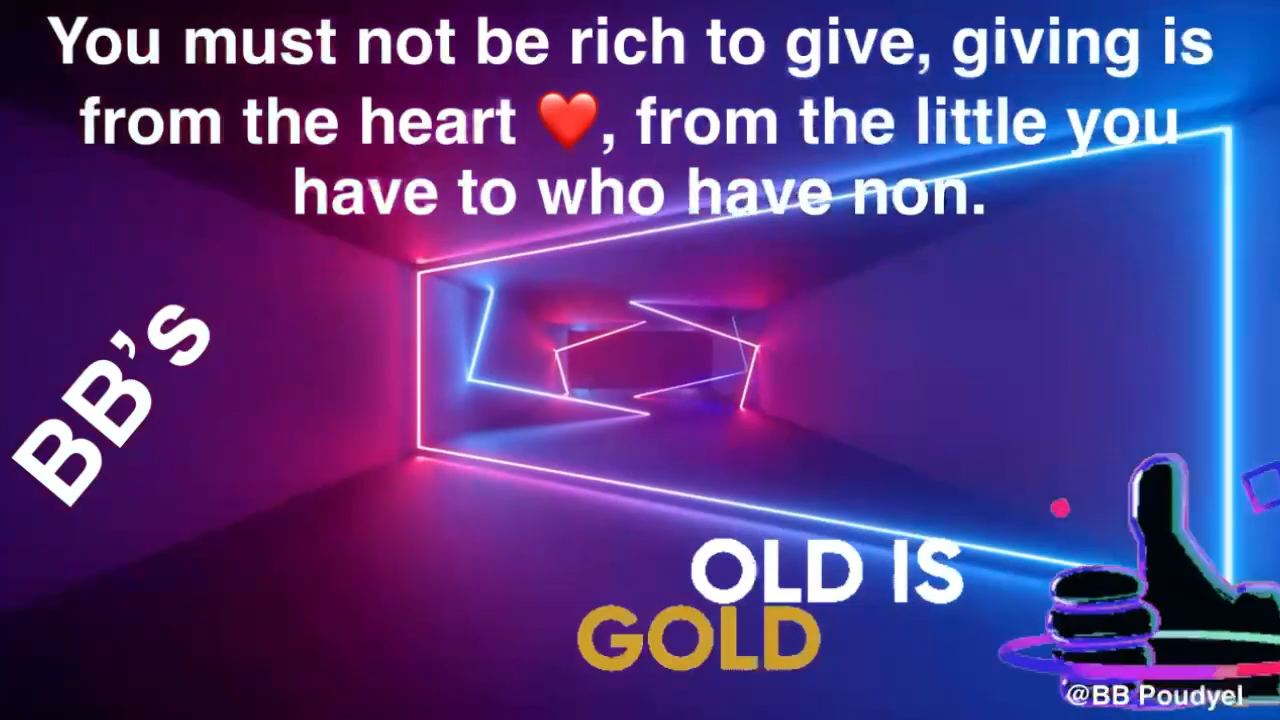 You must not be rich to give, giving is
from the heart ❤️, from the little you
have to who have non.
BB's
OLD IS
GOLD
@BB Poudyel